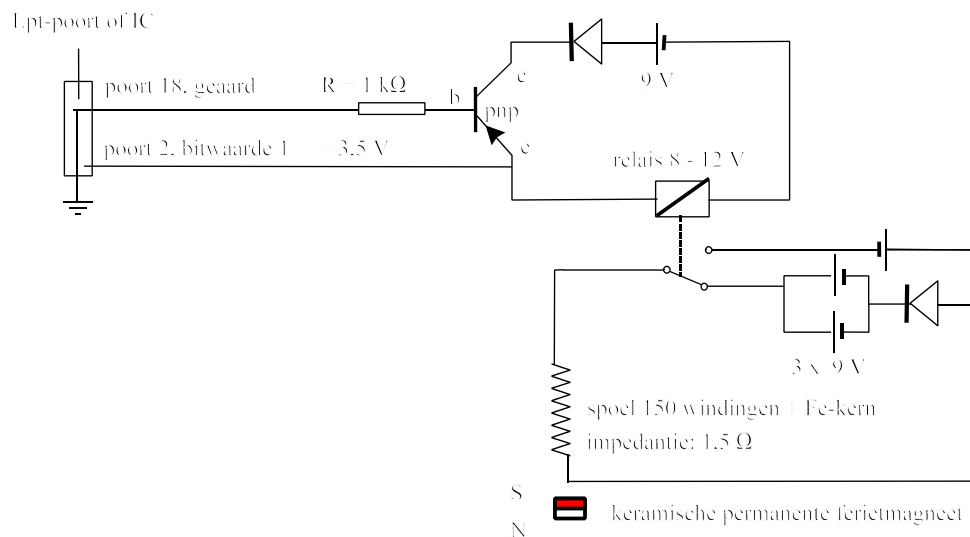 Lpt-poort of IC
poort 18, geaard
R = 1 kΩ
b
c
pnp
9 V
poort 2, bitwaarde 1 = 3.5 V
e
relais 8 - 12 V
3 x 9 V
spoel 150 windingen + Fe-kern
impedantie: 1.5 Ω
S
N
keramische permanente ferietmagneet